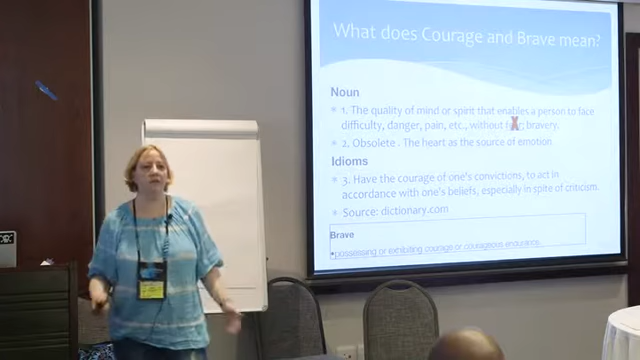 What does Courage and Brave mean?
Noun
1. The quality of mind or spirit that enables a person to face
difficulty, danger, pain, etc., without fear; bravery.
2. Obsolete . The heart as the source of emotion
Idioms
3. Have the courage of one's convictions, to act in
accordance with one's beliefs, especially in spite of criticism.
Source: dictionary.com
Brave
•possessing or exhibiting courage or courageous endurance.